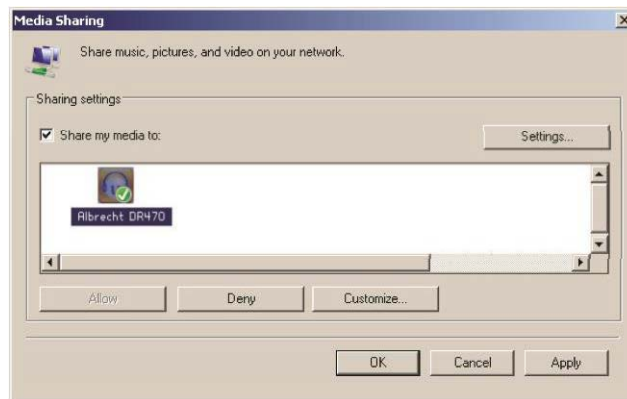 Media Sharing
Share music, pictures, and video on your network.
Sharing settings
Share my media to:
Settings...
Albrecht DR470
Allow
Deny
Customize...
OK
Cancel
Apply